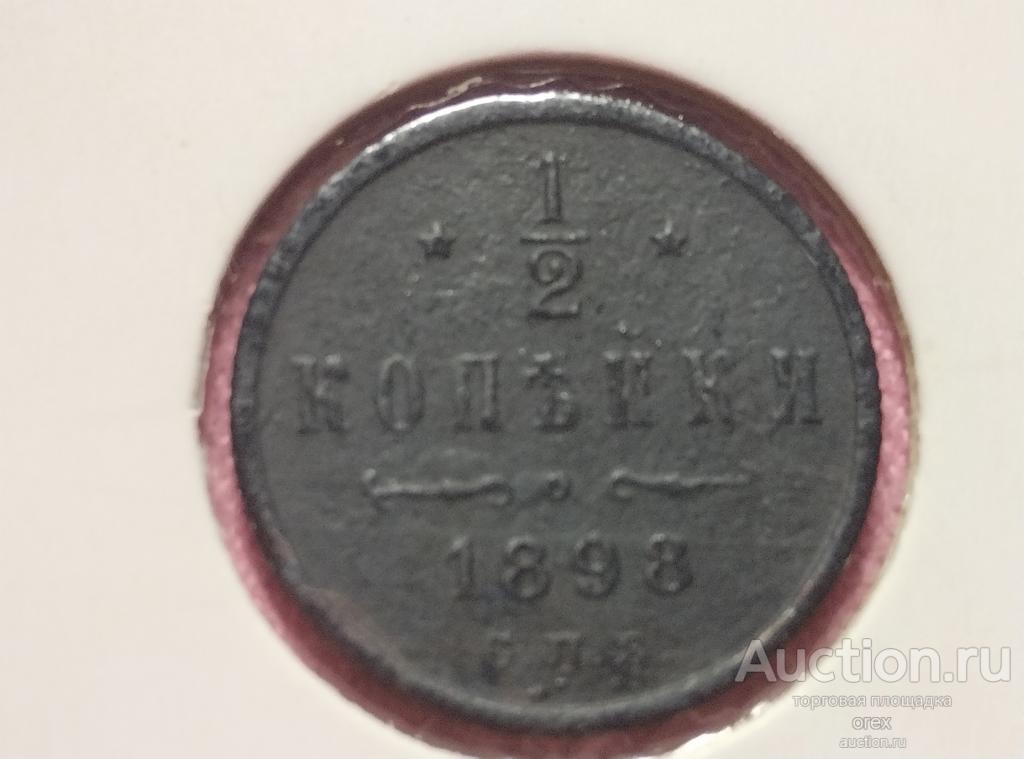 1
2
КОПѢЙКИ
1898
С.П.Б.
Auction.ru
торговая площадка
orex
auction.ru